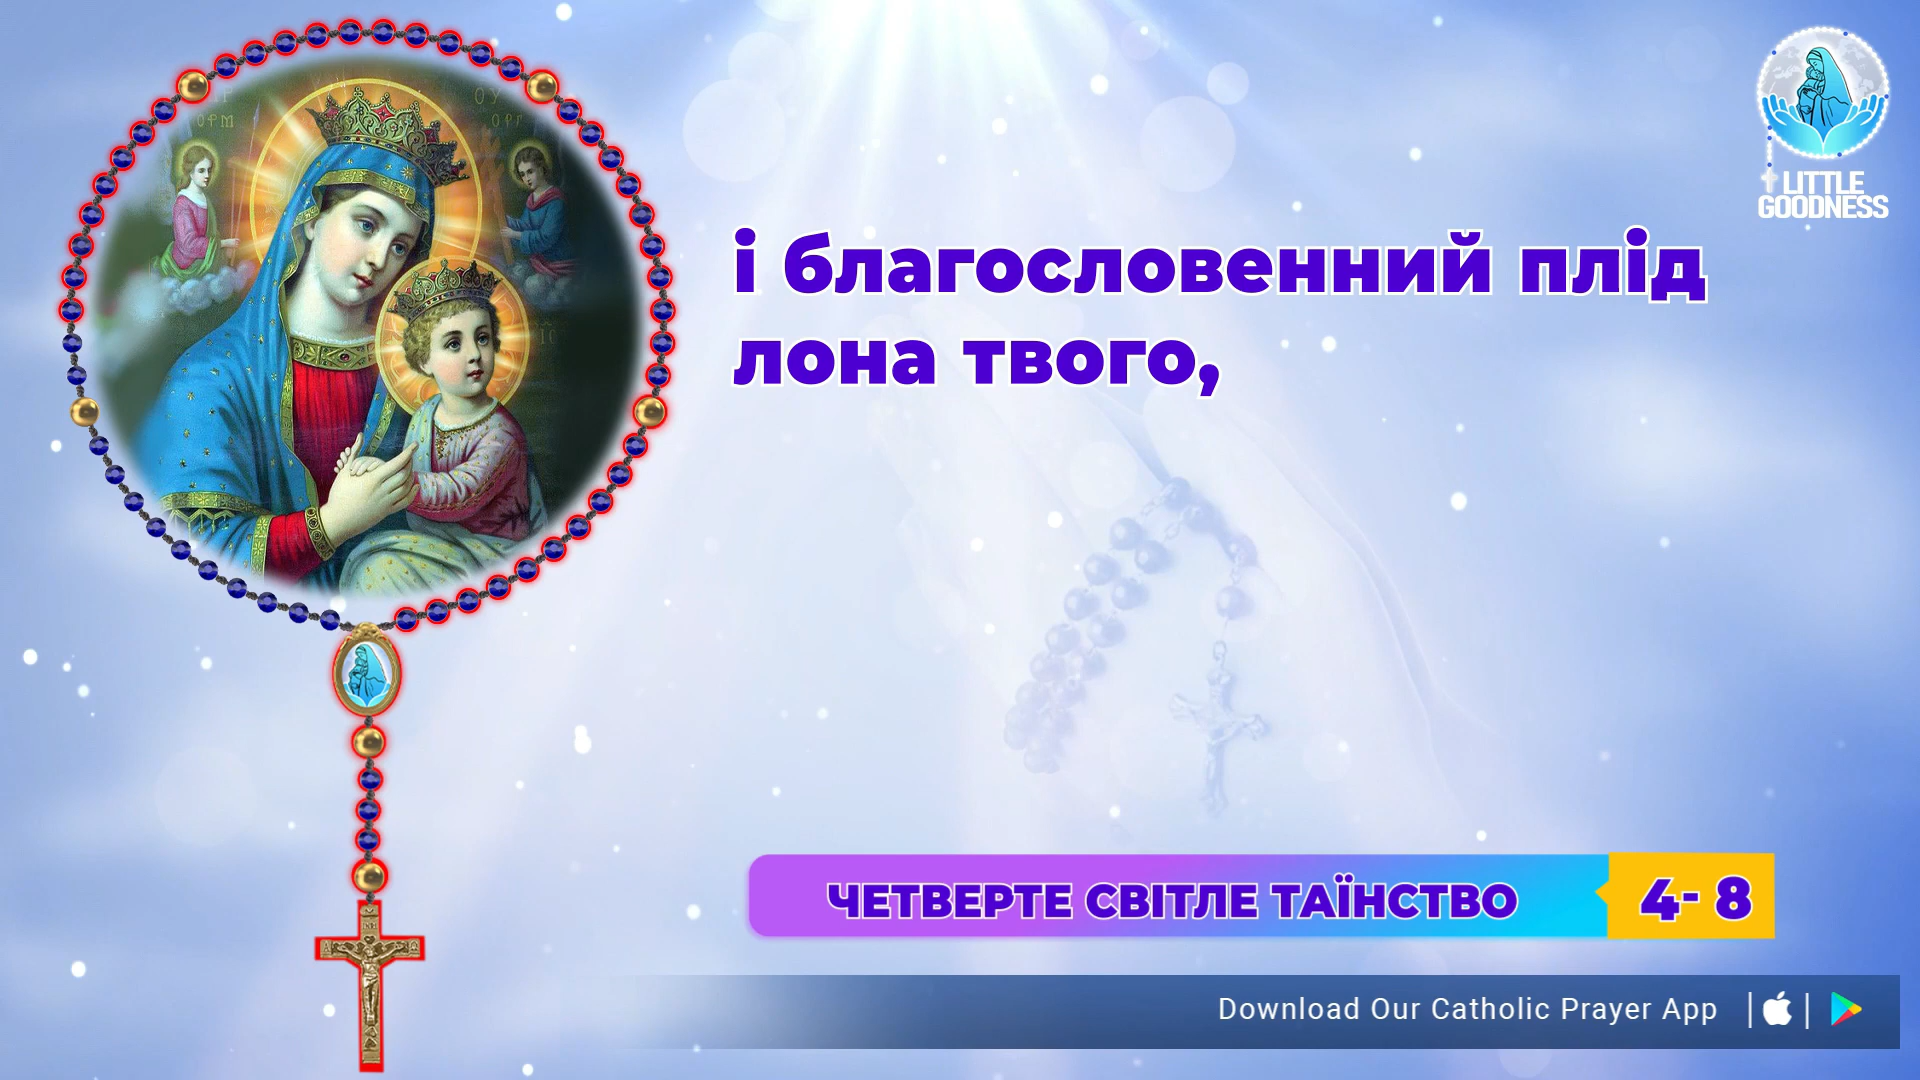 і благословенний плід
лона твого,
LITTLE
GOODNESS
ЧЕТВЕРТЕ СВІТЛЕ ТАЇНСТВО
4- 8
Download Our Catholic Prayer App